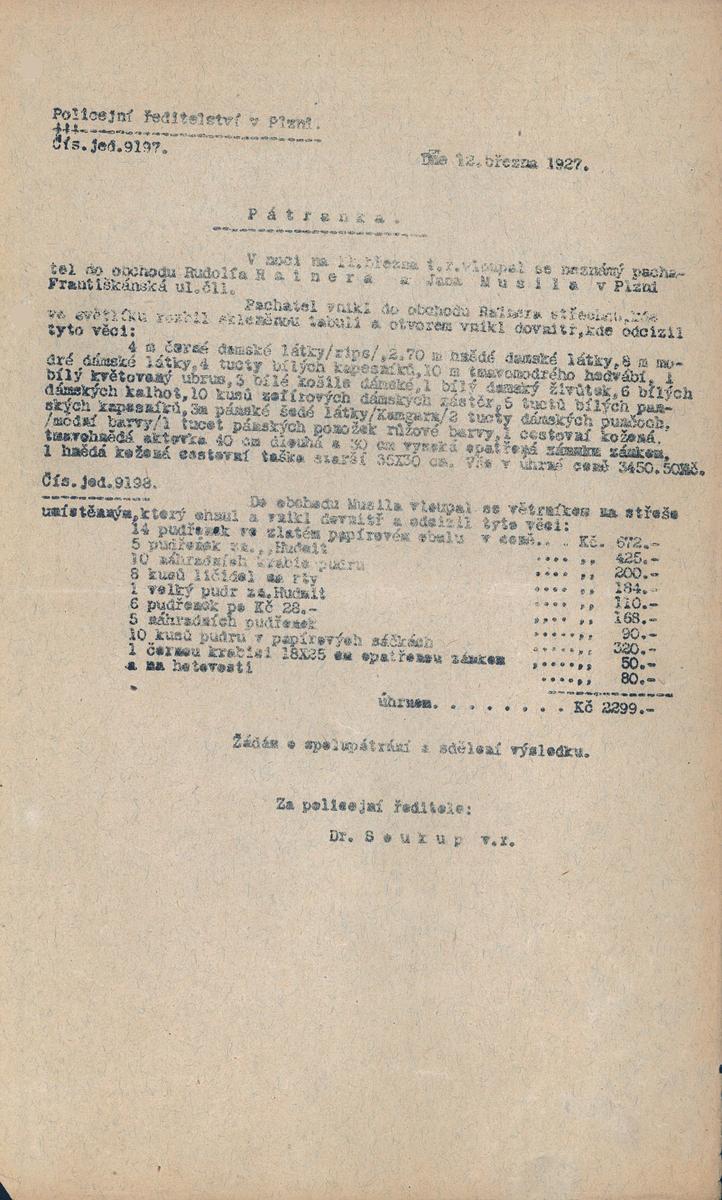 Policejní ředitelství v Plzni.
Čís.jed.9197.
Dne 12.března 1927.
Pátranka.
V noci na 11.března t.r.vloupal se neznámý pacha-
tel do obchodu Rudolfa Rainera a Jana Musila v Plzni
Františkánská ul.čll.
Pachatel vnikl do obchodu Rainera střechou,kde
ve světlíku rozbil skleněnou tabuli a otvorem vnikl dovnitř,kde odcizil
tyto věci:
4 m černé damské látky/rips/,2.70 m hnědé damské látky,8 m mo-
dré dámské látky,4 tucty bílých kapesníků,10 m tmavomodrého hedvábí, 1
bílý květovaný ubrus,3 bílé košile dámské,1 bílý damský živůtek,6 bílých
dámských kalhot,10 kusů zefírových dámských zástěr,5 tuctů bílých pán-
ských kapesníků,3m pámské šedé látky/Kamgarn/2 tucty dámských punčoch,
/módní barvy/1 tucet pánských ponožek růžové barvy,1 cestovní kožená,
tmavohnědá aktovka 40 cm dlouhá a 30 cm vysoká opatřená zámkem zámkem,
1 hnědá kožená cestovní taška starší 36X30 cm. Vše v úhrné ceně 3450.50Kč.
Čís.jed.9198.
Do obchodu Musila vloupal se větrníkem na střeše
umístěným,který ohnul a vnikl dovnitř a odcizil tyto věci:
14 pudřenek ve zlatém papírovém obalu v ceně... . Kč. 672.-
5 pudřenek zn.,,Hudnit .... ,, 425.-
10 náhradních krabic pudru .... ,, 200.-
8 kusů líčidel na rty .... ,, 184.-
1 velký pudr zn.Hudnit .... ,, 110.-
6 pudřenek po Kč 28.- .... ,, 168.-
5 náhradních pudřenek .... ,, 90.-
10 kusů pudru v papírových sáčkách ......,, 320.-
1 černou krabici 18X25 cm opatřenou zámkem ......,, 50.-
a na hotovosti .....,, 80.-
úhrnem. . . . . . . . . Kč 2299.-
Žádám o spolupátrání a sdělení výsledku.
Za policejní ředitele:
Dr. Soukup v.r.